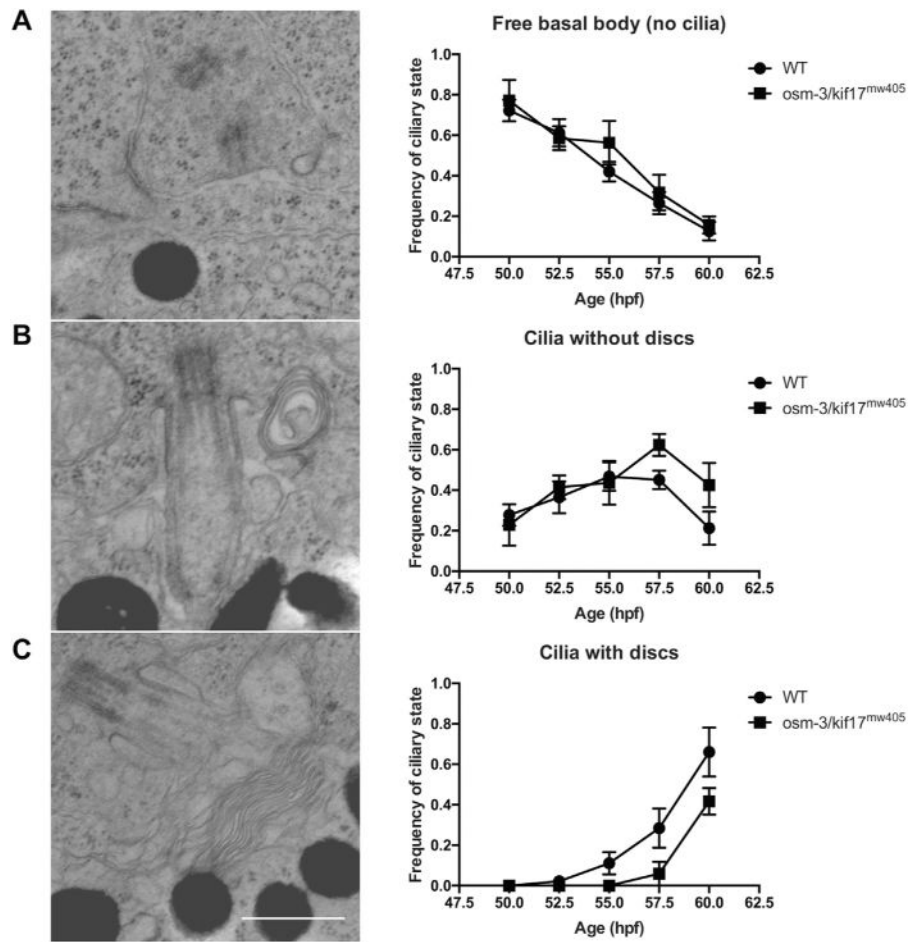 A
Free basal body (no cilia)
Frequency of ciliary state
1.0
0.8
0.6
0.4
0.2
0.0
47.5 50.0 52.5 55.0 57.5 60.0 62.5
Age (hpf)
WT
osm-3/kif17mw405
B
Cilia without discs
Frequency of ciliary state
1.0
0.8
0.6
0.4
0.2
0.0
47.5 50.0 52.5 55.0 57.5 60.0 62.5
Age (hpf)
WT
osm-3/kif17mw405
C
Cilia with discs
Frequency of ciliary state
1.0
0.8
0.6
0.4
0.2
0.0
47.5 50.0 52.5 55.0 57.5 60.0 62.5
Age (hpf)
WT
osm-3/kif17mw405